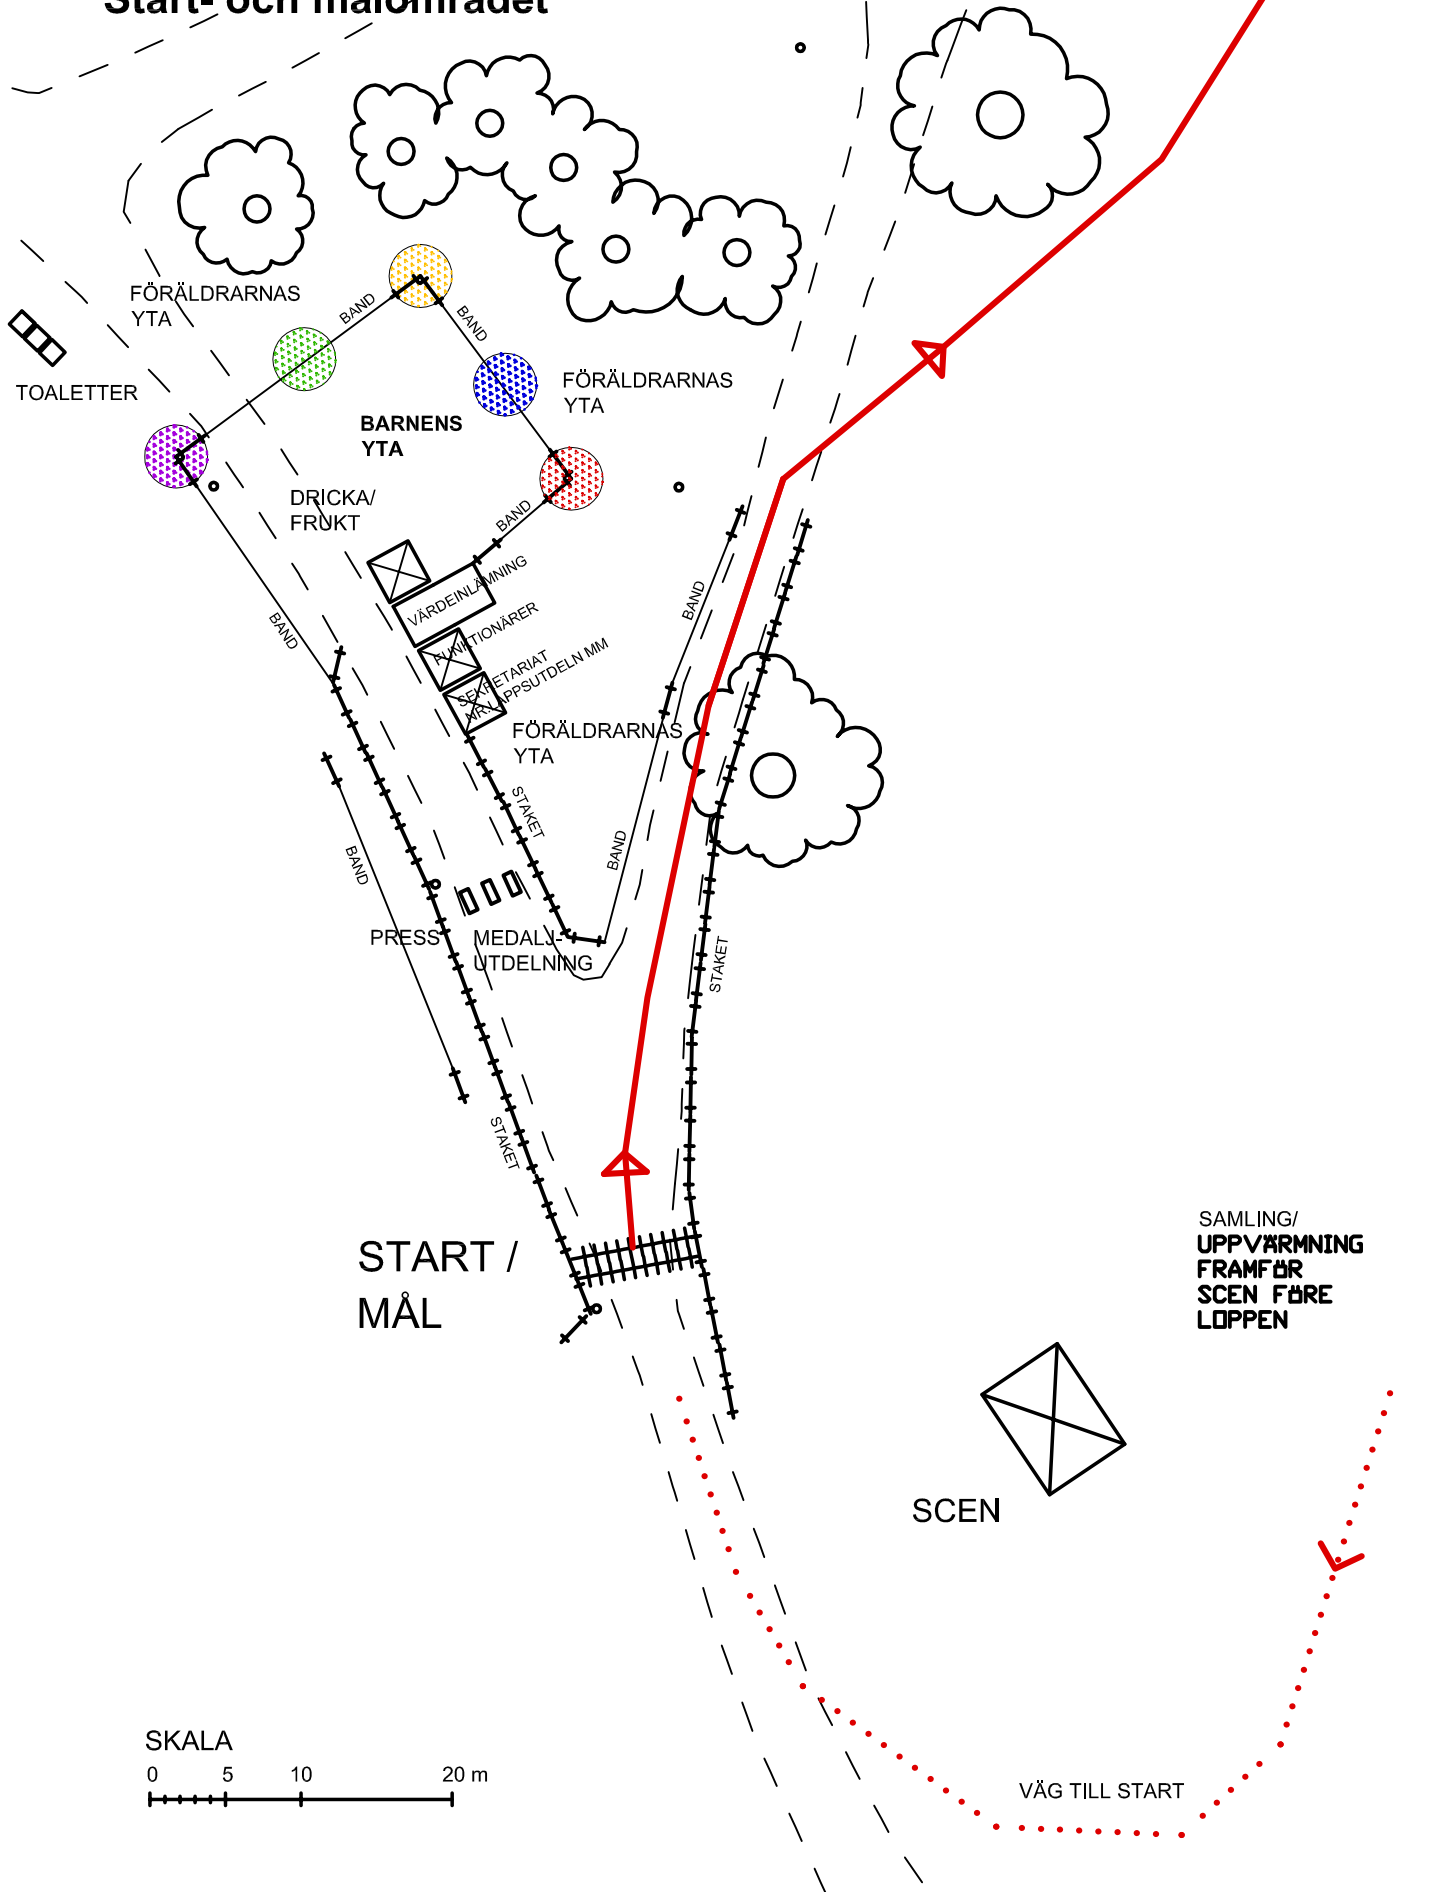 Start- och målområdet
FÖRÄLDRARNAS
YTA
BAND
BAND
TOALETTER
FÖRÄLDRARNAS
YTA
BARNENS
YTA
DRICKA/
FRUKT
BAND
VÄRDEINLÄMNING
FUNKTIONÄRER
SEKRETARIAT
NR.LAPPSUTDELN MM
BAND
BAND
FÖRÄLDRARNAS
YTA
STAKET
BAND
BAND
PRESS
MEDALJ-
UTDELNING
STAKET
STAKET
START /
MÅL
SAMLING/
UPPVÄRMNING
FRAMFÖR
SCEN FÖRE
LOPPEN
SCEN
SKALA
0 5 10 20 m
VÄG TILL START